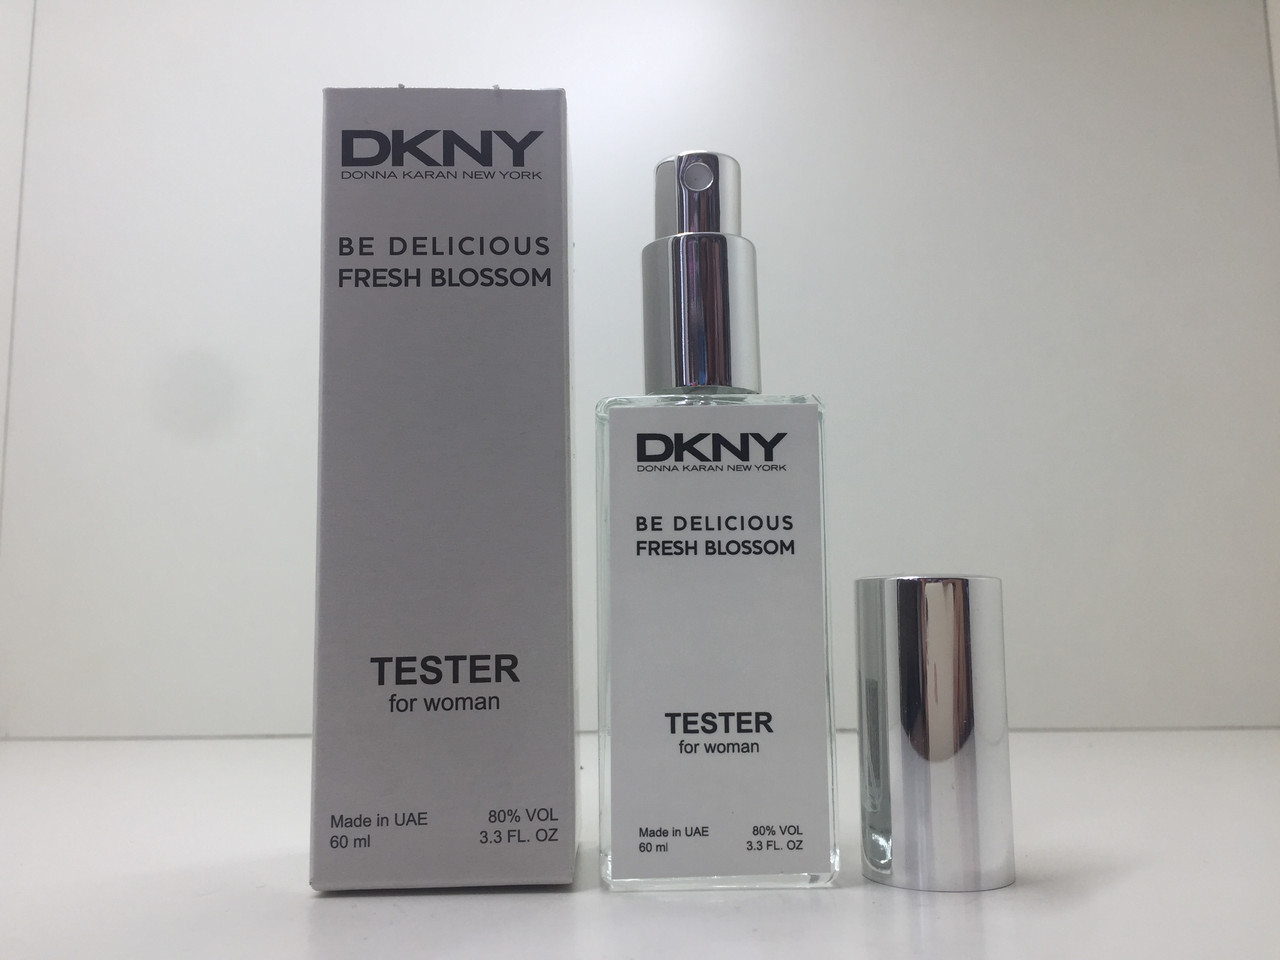 DKNY
DONNA KARAN NEW YORK
BE DELICIOUS
FRESH BLOSSOM
TESTER
for woman
Made in UAE 80% VOL
60 ml 3.3 FL. OZ
DKNY
DONNA KARAN NEW YORK
BE DELICIOUS
FRESH BLOSSOM
TESTER
for woman
Made in UAE 80% VOL
60 ml 3.3 FL. OZ